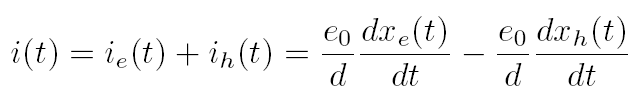 i(t) = i_e(t) + i_h(t) = \frac{e_0}{d} \frac{dx_e(t)}{dt} - \frac{e_0}{d} \frac{dx_h(t)}{dt}